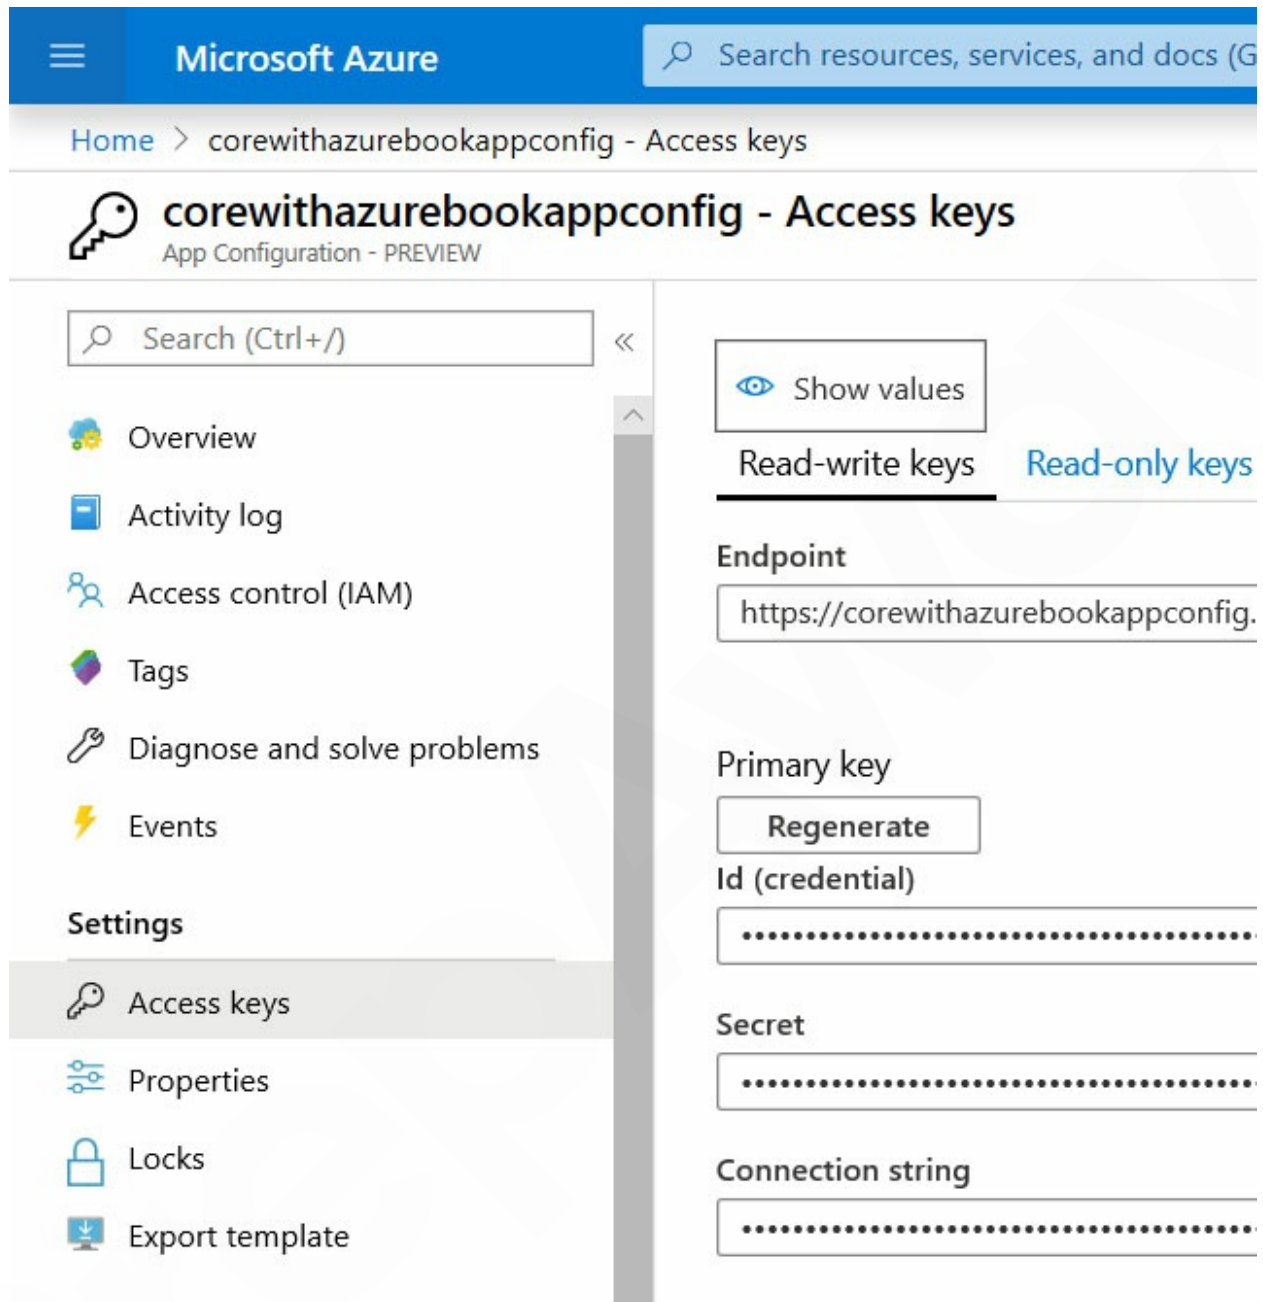 Microsoft Azure
Search resources, services, and docs (G
Home > corewithazurebookappconfig - Access keys
corewithazurebookappconfig - Access keys
App Configuration - PREVIEW
Search (Ctrl+/)
«
Overview
Activity log
Access control (IAM)
Tags
Diagnose and solve problems
Events
Settings
Access keys
Properties
Locks
Export template
Show values
Read-write keys Read-only keys
Endpoint
https://corewithazurebookappconfig.
Primary key
Regenerate
Id (credential)
Secret
Connection string